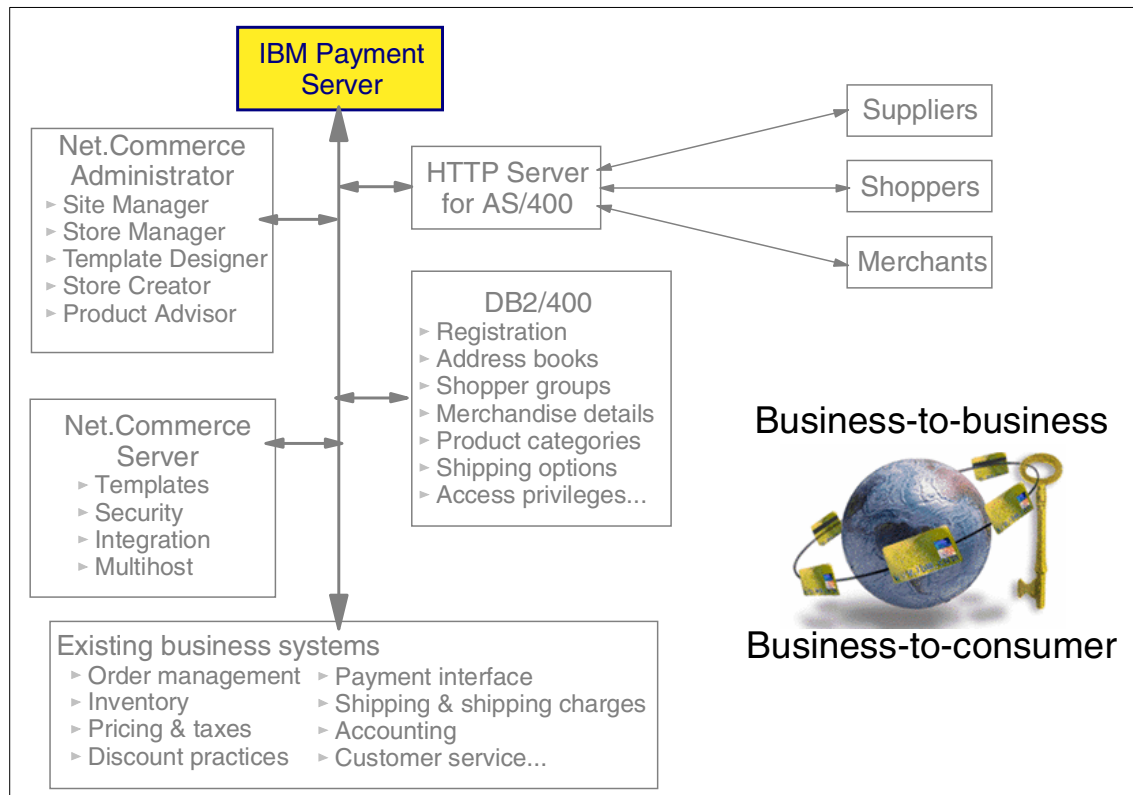 IBM Payment
Server
Net.Commerce
Administrator
Site Manager
Store Manager
Template Designer
Store Creator
Product Advisor
HTTP Server
for AS/400
Suppliers
Shoppers
Merchants
DB2/400
Registration
Address books
Shopper groups
Merchandise details
Product categories
Shipping options
Access privileges...
Net.Commerce
Server
Templates
Security
Integration
Multihost
Business-to-business
Business-to-consumer
Existing business systems
Order management
Inventory
Pricing & taxes
Discount practices
Payment interface
Shipping & shipping charges
Accounting
Customer service...